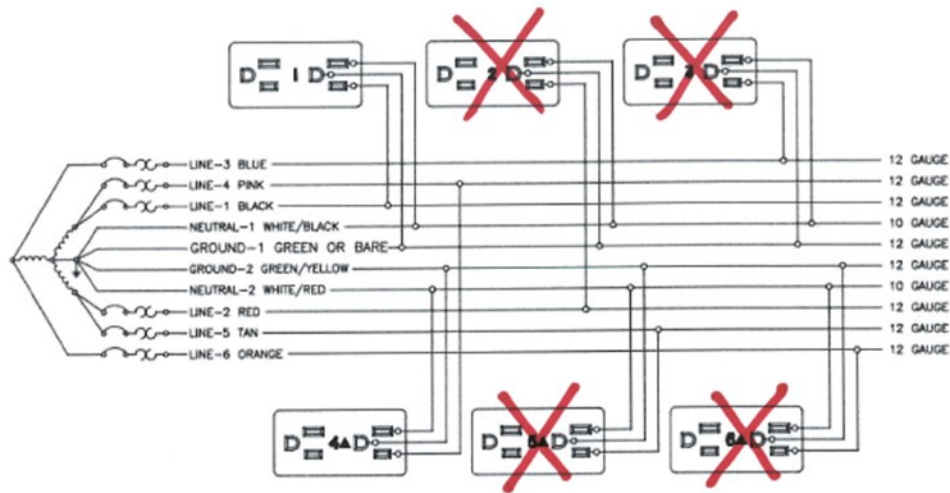 1
2
3
LINE-3 BLUE
12 GAUGE
LINE-4 PINK
12 GAUGE
LINE-1 BLACK
12 GAUGE
NEUTRAL-1 WHITE/BLACK
10 GAUGE
GROUND-1 GREEN OR BARE
12 GAUGE
GROUND-2 GREEN/YELLOW
12 GAUGE
NEUTRAL-2 WHITE/RED
10 GAUGE
LINE-2 RED
12 GAUGE
LINE-5 TAN
12 GAUGE
LINE-6 ORANGE
12 GAUGE
4▲
5▲
6▲